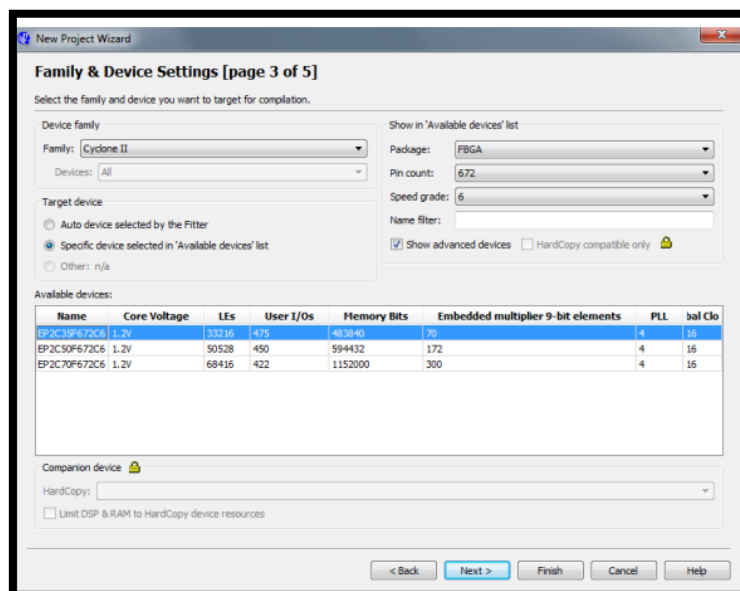 New Project Wizard
Family & Device Settings [page 3 of 5]
Select the family and device you want to target for compilation.
Device family
Family: Cyclone II
Devices: All
Target device
Auto device selected by the Fitter
Specific device selected in 'Available devices' list
Other: n/a
Show in 'Available devices' list
Package: FBGA
Pin count: 672
Speed grade: 6
Name filter:
Show advanced devices HardCopy compatible only
Available devices:
Name Core Voltage LEs User I/Os Memory Bits Embedded multiplier 9-bit elements PLL bal Clo
EP2C35F672C6 1.2V 33216 475 483840 70 4 16
EP2C50F672C6 1.2V 50528 450 594432 172 4 16
EP2C70F672C6 1.2V 68416 422 1152000 300 4 16
Companion device
HardCopy:
Limit DSP & RAM to HardCopy device resources
< Back Next > Finish Cancel Help